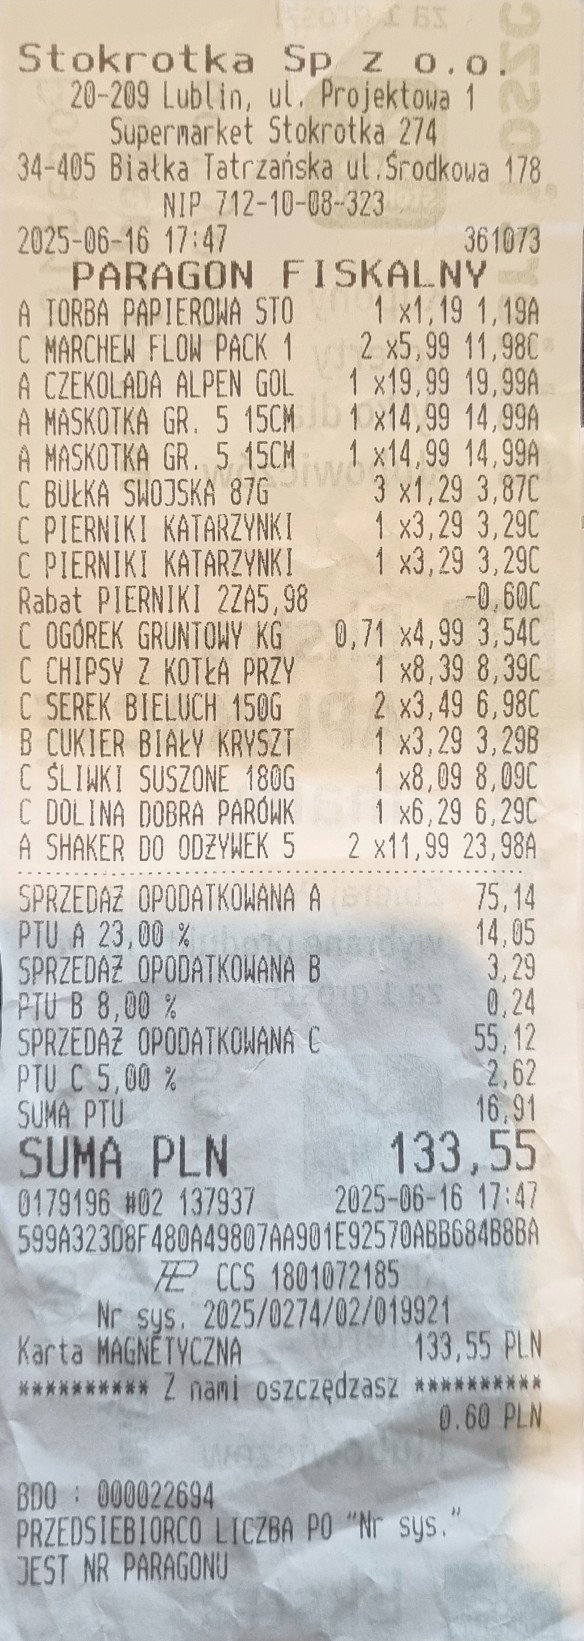 Stokrotka Sp z o.o.
20-209 Lublin, ul. Projektowa 1
Supermarket Stokrotka 274
34-405 Białka Tatrzańska ul.Środkowa 178
NIP 712-10-08-323
2025-06-16 17:47 361073
PARAGON FISKALNY
A TORBA PAPIEROWA STO 1 x1,19 1,19A
C MARCHEW FLOW PACK 1 2 x5,99 11,98C
A CZEKOLADA ALPEN GOL 1 x19,99 19,99A
A MASKOTKA GR. 5 15CM 1 x14,99 14,99A
A MASKOTKA GR. 5 15CM 1 x14,99 14,99A
C BUŁKA SWOJSKA 87G 3 x1,29 3,87C
C PIERNIKI KATARZYNKI 1 x3,29 3,29C
C PIERNIKI KATARZYNKI 1 x3,29 3,29C
Rabat PIERNIKI 2ZA5,98 -0,60C
C OGÓREK GRUNTOWY KG 0,71 x4,99 3,54C
C CHIPSY Z KOTŁA PRZY 1 x8,39 8,39C
C SEREK BIELUCH 150G 2 x3,49 6,98C
B CUKIER BIAŁY KRYSZT 1 x3,29 3,29B
C ŚLIWKI SUSZONE 180G 1 x8,09 8,09C
C DOLINA DOBRA PARÓWK 1 x6,29 6,29C
A SHAKER DO ODŻYWEK 5 2 x11,99 23,98A
SPRZEDAŻ OPODATKOWANA A 75,14
PTU A 23,00 % 14,05
SPRZEDAŻ OPODATKOWANA B 3,29
PTU B 8,00 % 0,24
SPRZEDAŻ OPODATKOWANA C 55,12
PTU C 5,00 % 2,62
SUMA PTU 16,91
SUMA PLN 133,55
0179196 #02 137937 2025-06-16 17:47
599A323D8F480A49807AA901E92570ABB684B8BA
CCS 1801072185
Nr sys. 2025/0274/02/019921
Karta MAGNETYCZNA 133,55 PLN
********** Z nami oszczędzasz **********
0.60 PLN
BDO : 000022694
PRZEDSIEBIORCO LICZBA PO "Nr sys."
JEST NR PARAGONU